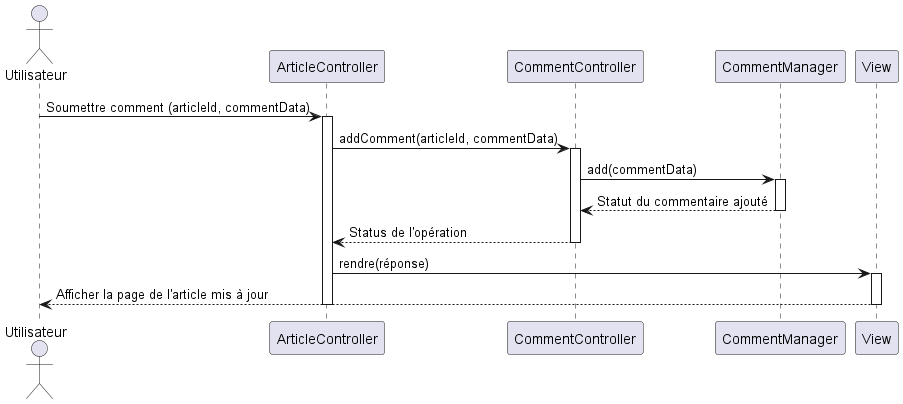 Utilisateur
ArticleController
CommentController
CommentManager
View
Soumettre comment (articleId, commentData)
addComment(articleId, commentData)
add(commentData)
Statut du commentaire ajouté
Status de l'opération
rendre(réponse)
Afficher la page de l'article mis à jour
Utilisateur
ArticleController
CommentController
CommentManager
View